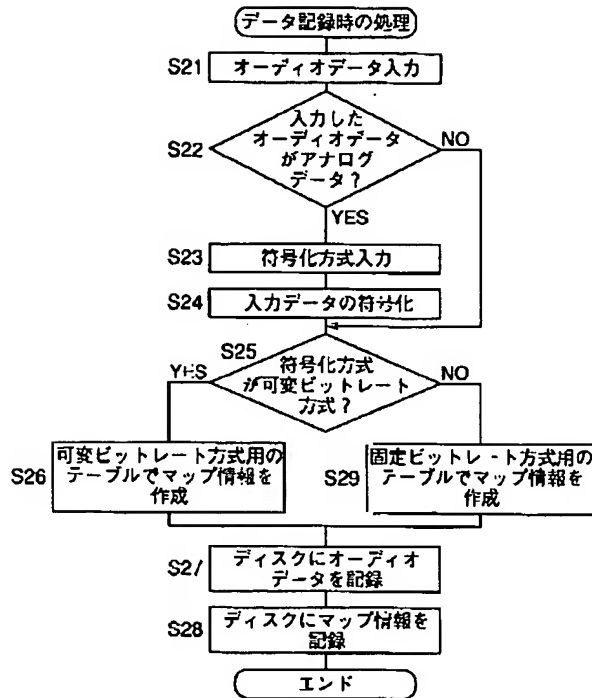 データ記録時の処理
S21
オーディオデータ入力
S22
入力した
オーディオデータ
がアナログ
データ?
NO
YES
S23
符号化方式入力
S24
入力データの符号化
S25
YES
符号化方式
が可変ビットレート
方式?
NO
S26
可変ビットレート方式用の
テーブルでマップ情報を
作成
S29
固定ビットレート方式用の
テーブルでマップ情報を
作成
S27
ディスクにオーディオ
データを記録
S28
ディスクにマップ情報を
記録
エンド